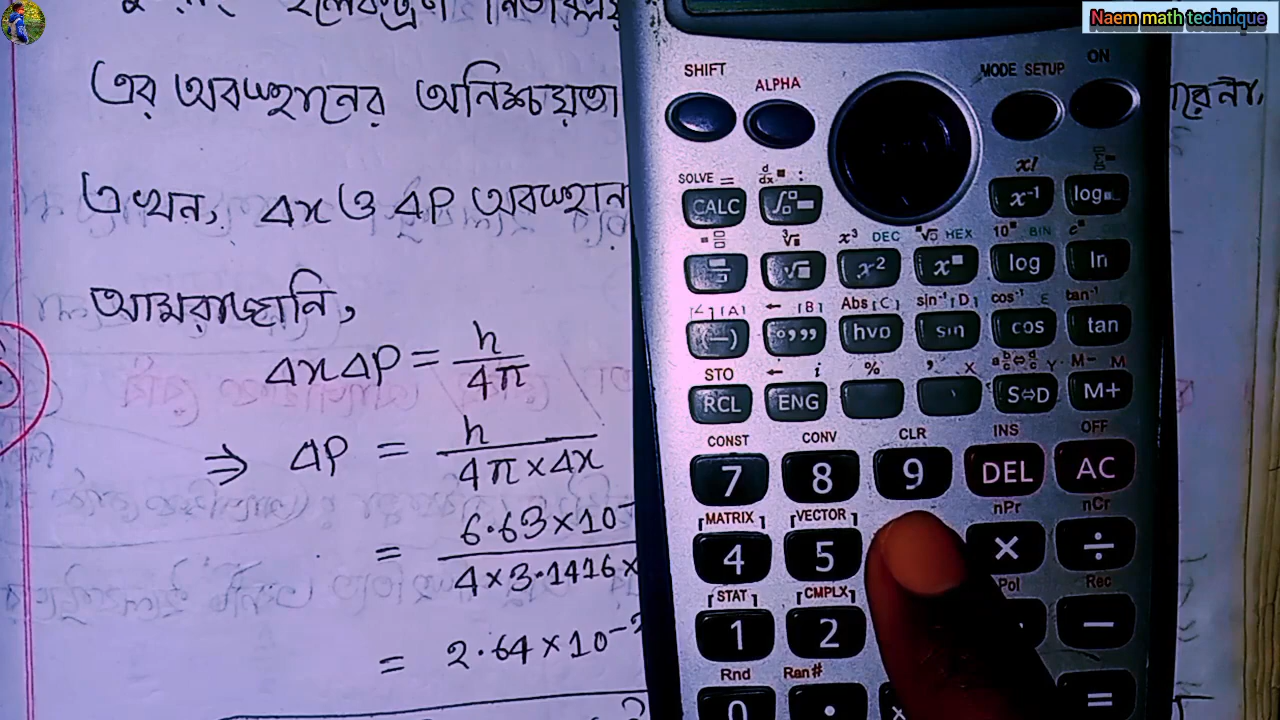 Naem math technique
এর অবস্থানের অনিশ্চয়তা
এখন, Δx ও ΔP অবস্থান
আমরা জানি,
ΔxΔP = h/4π
⇒ ΔP = h/4π×Δx
= 6.63×10⁻/4×3.1416×
= 2.64×10⁻²
SHIFT ALPHA MODE SETUP ON
SOLVE = d/dx : x!
CALC x⁻¹ log
x³ DEC HEX 10 BIN e
x² log ln
[A] ← [B] Abs [C] sin⁻¹ [D] cos⁻¹ E tan⁻¹
(−) hyp sin cos tan
STO ← i % , X Y M− M
RCL ENG S⇔D M+
CONST CONV CLR INS OFF
7 8 9 DEL AC
MATRIX VECTOR nPr nCr
4 5 × ÷
STAT CMPLX Pol Rec
1 2 −
Rnd Ran#
0 . =